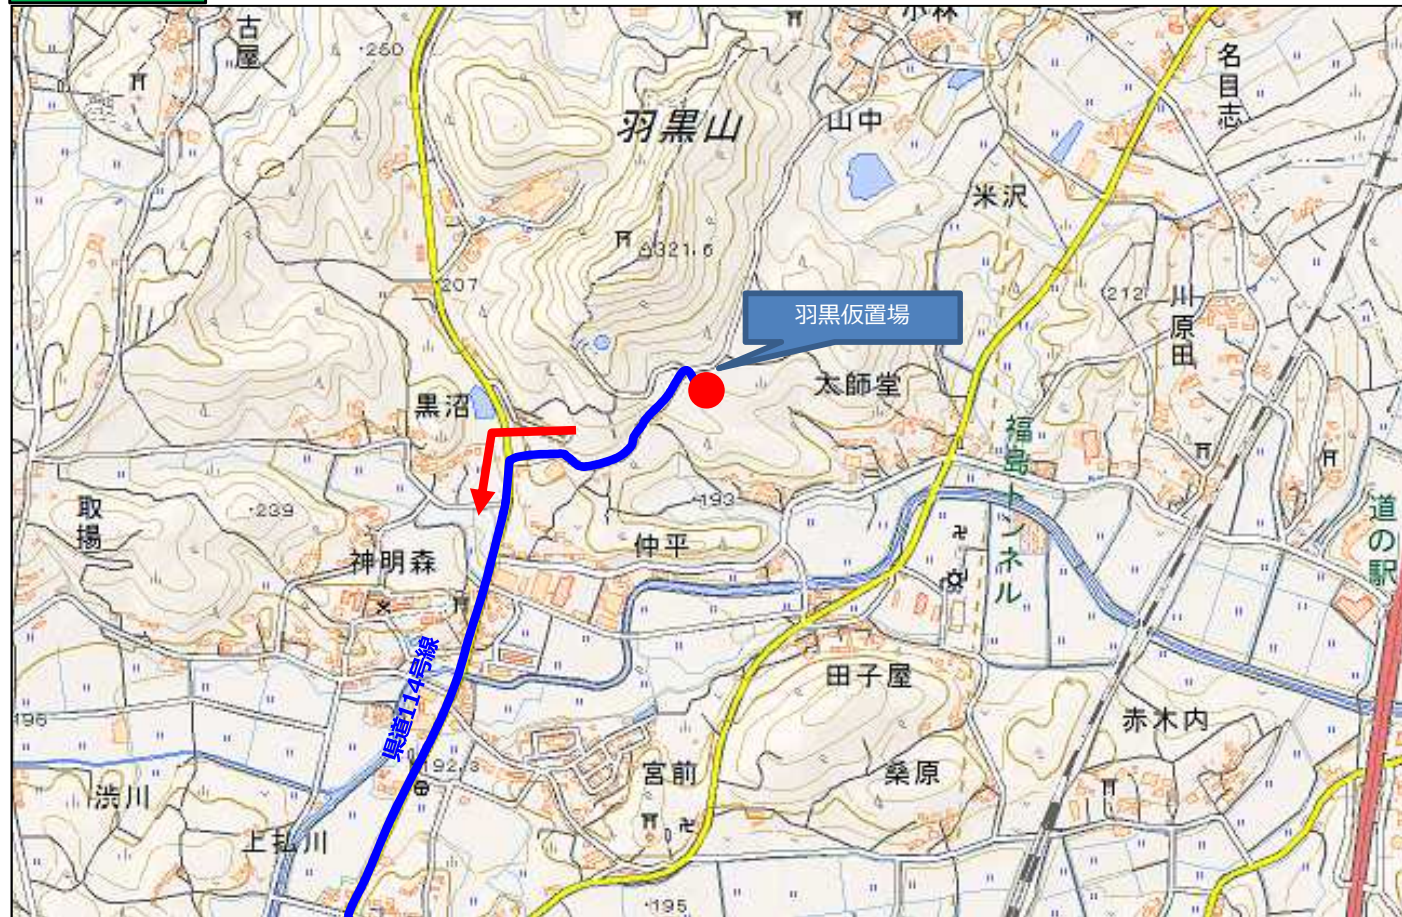 小林
古屋
・250
名目志
羽黒山
山中
米沢
△321.6
207
212
川原田
羽黒仮置場
太師堂
黒沼
福島トンネル
・193
取揚
・239
道の駅
仲平
神明森
田子屋
県道114号線
196
赤木内
192.3
宮前
桑原
渋川
上払川
・195